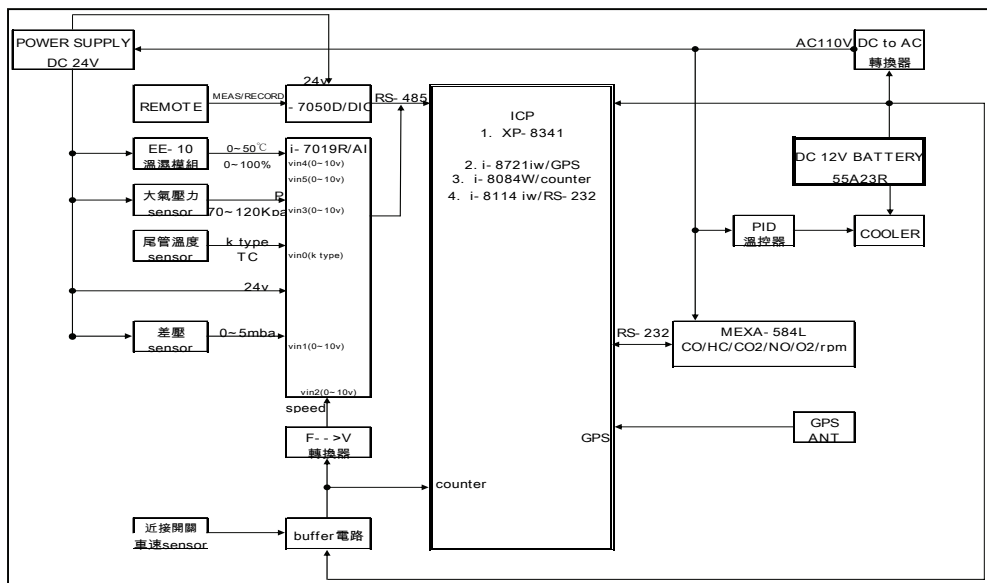 POWER SUPPLY
DC 24V
24v
REMOTE
MEAS/RECORD
- 7050D/DIO
RS- 485
EE- 10
溫濕模組
0~50℃
0~100%
i- 7019R/AI
vin4(0~10v)
vin5(0~10v)
大氣壓力
sensor
P
70~120Kpa
vin3(0~10v)
尾管溫度
sensor
k type
TC
vin0(k type)
24v
差壓
sensor
0~5mba
vin1(0~10v)
vin2(0~10v)
speed
F- - >V
轉換器
近接開關
車速sensor
buffer電路
counter
ICP
1. XP- 8341
2. i- 8721iw/GPS
3. i- 8084W/counter
4. i- 8114 iw/RS- 232
AC110V
DC to AC
轉換器
DC 12V BATTERY
55A23R
PID
溫控器
COOLER
RS- 232
MEXA- 584L
CO/HC/CO2/NO/O2/rpm
GPS
GPS
ANT